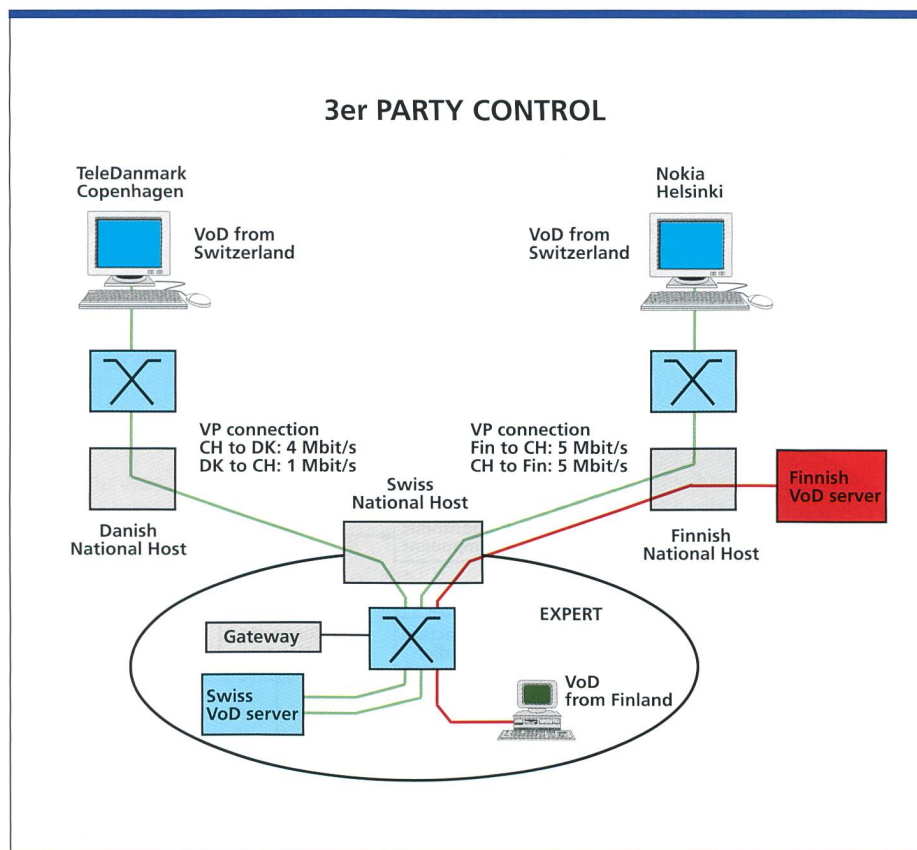 3er PARTY CONTROL
TeleDanmark
Copenhagen
VoD from
Switzerland
Nokia
Helsinki
VoD from
Switzerland
VP connection
CH to DK: 4 Mbit/s
DK to CH: 1 Mbit/s
VP connection
Fin to CH: 5 Mbit/s
CH to Fin: 5 Mbit/s
Danish
National Host
Swiss
National Host
Finnish
National Host
Finnish
VoD server
EXPERT
Gateway
Swiss
VoD server
VoD
from Finland